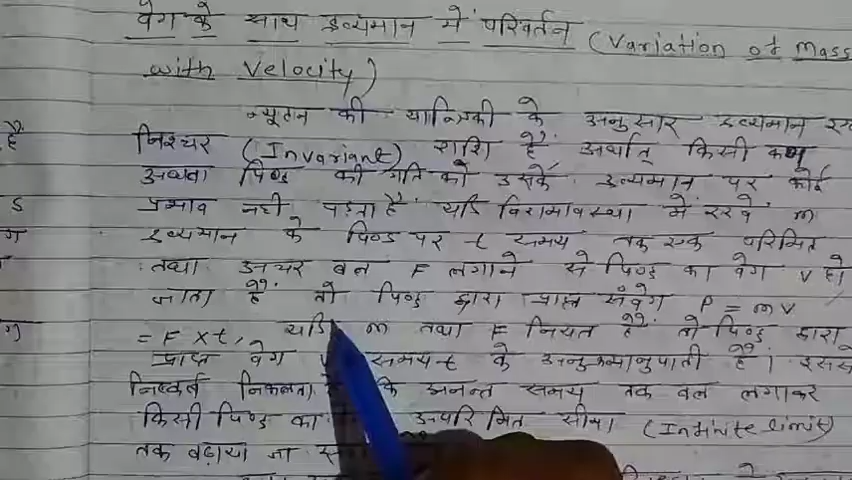 वेग के साथ द्रव्यमान में परिवर्तन (Variation of Mass
with Velocity)
न्यूटन की यान्त्रिकी के अनुसार द्रव्यमान एक
है निश्चर (Invariant) राशि है अर्थात् किसी कण
अथवा पिण्ड की गति को उसके द्रव्यमान पर कोई
प्रभाव नही पड़ता है यदि विरामावस्था में रखे m
द्रव्यमान के पिण्ड पर t समय तक एक परिमित
तथा अचर बल F लगाने से पिण्ड का वेग v हो
जाता है तो पिण्ड द्वारा प्राप्त संवेग P = mv
= F x t, यदि m तथा F नियत है तो पिण्ड द्वारा
प्राप्त वेग समय t के अनुक्रमानुपाती है। इससे
निष्कर्ष निकलता कि अनन्त समय तक बल लगाकर
किसी पिण्ड का अपरिमित सीमा (Infinite limit)
तक बढ़ाया जा